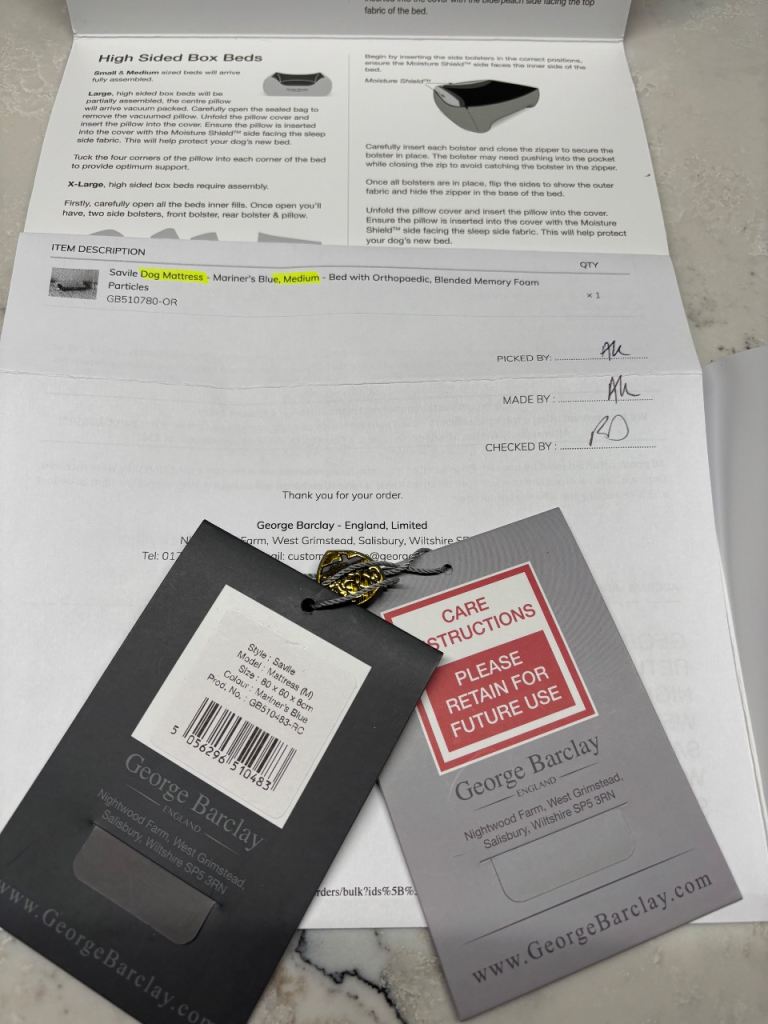 fabric of the bed.
High Sided Box Beds
Small & Medium sized beds will arrive
fully assembled.
Large, high sided box beds will be
partially assembled, the centre pillow
will arrive vacuum packed. Carefully open the sealed bag to
remove the vacuumed pillow. Unfold the pillow cover and
insert the pillow into the cover. Ensure the pillow is inserted
into the cover with the Moisture Shield™ side facing the sleep
side fabric. This will help protect your dog's new bed.
Tuck the four corners of the pillow into each corner of the bed
to provide optimum support.
X-Large, high sided box beds require assembly.
Firstly, carefully open all the beds inner fills. Once open you'll
have, two side bolsters, front bolster, rear bolster & pillow.
Begin by inserting the side bolsters in the correct positions,
ensure the Moisture Shield™ side faces the inner side of the
bed.
Moisture Shield™
Carefully insert each bolster and close the zipper to secure the
bolster in place. The bolster may need pushing into the pocket
while closing the zip to avoid catching the bolster in the zipper.
Once all bolsters are in place, flip the sides to show the outer
fabric and hide the zipper in the base of the bed.
Unfold the pillow cover and insert the pillow into the cover.
Ensure the pillow is inserted into the cover with the Moisture
Shield™ side facing the sleep side fabric. This will help protect
your dog's new bed.
ITEM DESCRIPTION QTY
Savile Dog Mattress - Mariner's Blue, Medium - Bed with Orthopaedic, Blended Memory Foam
Particles × 1
GB510780-OR
PICKED BY: AK
MADE BY : AK
CHECKED BY : RD
Thank you for your order.
George Barclay - England, Limited
Farm, West Grimstead, Salisbury, Wiltshire
Tel:
Style : Savile
Model : Mattress (M)
Size : 80 x 60 x 8cm
Colour : Mariner's Blue
Prod. No. : GB510483-RC
5 056296 510483
George Barclay
ENGLAND
Nightwood Farm, West Grimstead,
Salisbury, Wiltshire SP5 3RN
www.GeorgeBarclay.com
CARE
STRUCTIONS
PLEASE
RETAIN FOR
FUTURE USE
George Barclay
ENGLAND
Nightwood Farm, West Grimstead,
Salisbury, Wiltshire SP5 3RN
www.GeorgeBarclay.com
rders/bulk?ids%5B%